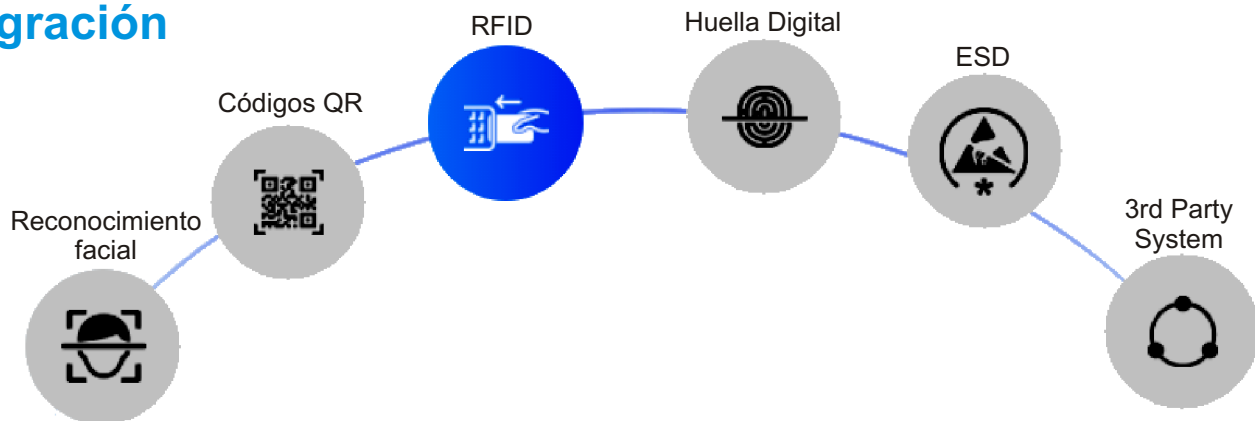 gración
RFID
Huella Digital
ESD
Códigos QR
3rd Party
System
Reconocimiento
facial